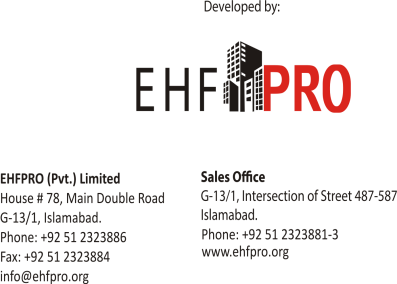 Developed by:
EHF PRO
EHFPRO (Pvt.) Limited
House # 78, Main Double Road
G-13/1, Islamabad.
Phone: +92 51 2323886
Fax: +92 51 2323884
info@ehfpro.org
Sales Office
G-13/1, Intersection of Street 487-587
Islamabad.
Phone: +92 51 2323881-3
www.ehfpro.org